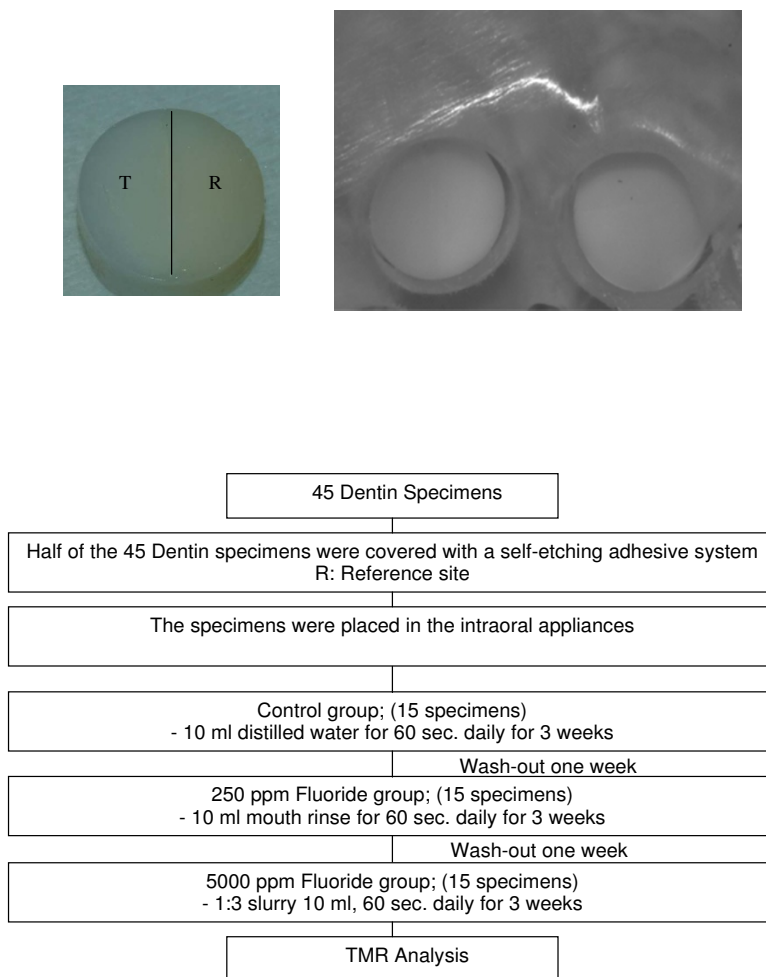 T R
45 Dentin Specimens
Half of the 45 Dentin specimens were covered with a self-etching adhesive system
R: Reference site
The specimens were placed in the intraoral appliances
Control group; (15 specimens)
- 10 ml distilled water for 60 sec. daily for 3 weeks
Wash-out one week
250 ppm Fluoride group; (15 specimens)
- 10 ml mouth rinse for 60 sec. daily for 3 weeks
Wash-out one week
5000 ppm Fluoride group; (15 specimens)
- 1:3 slurry 10 ml, 60 sec. daily for 3 weeks
TMR Analysis